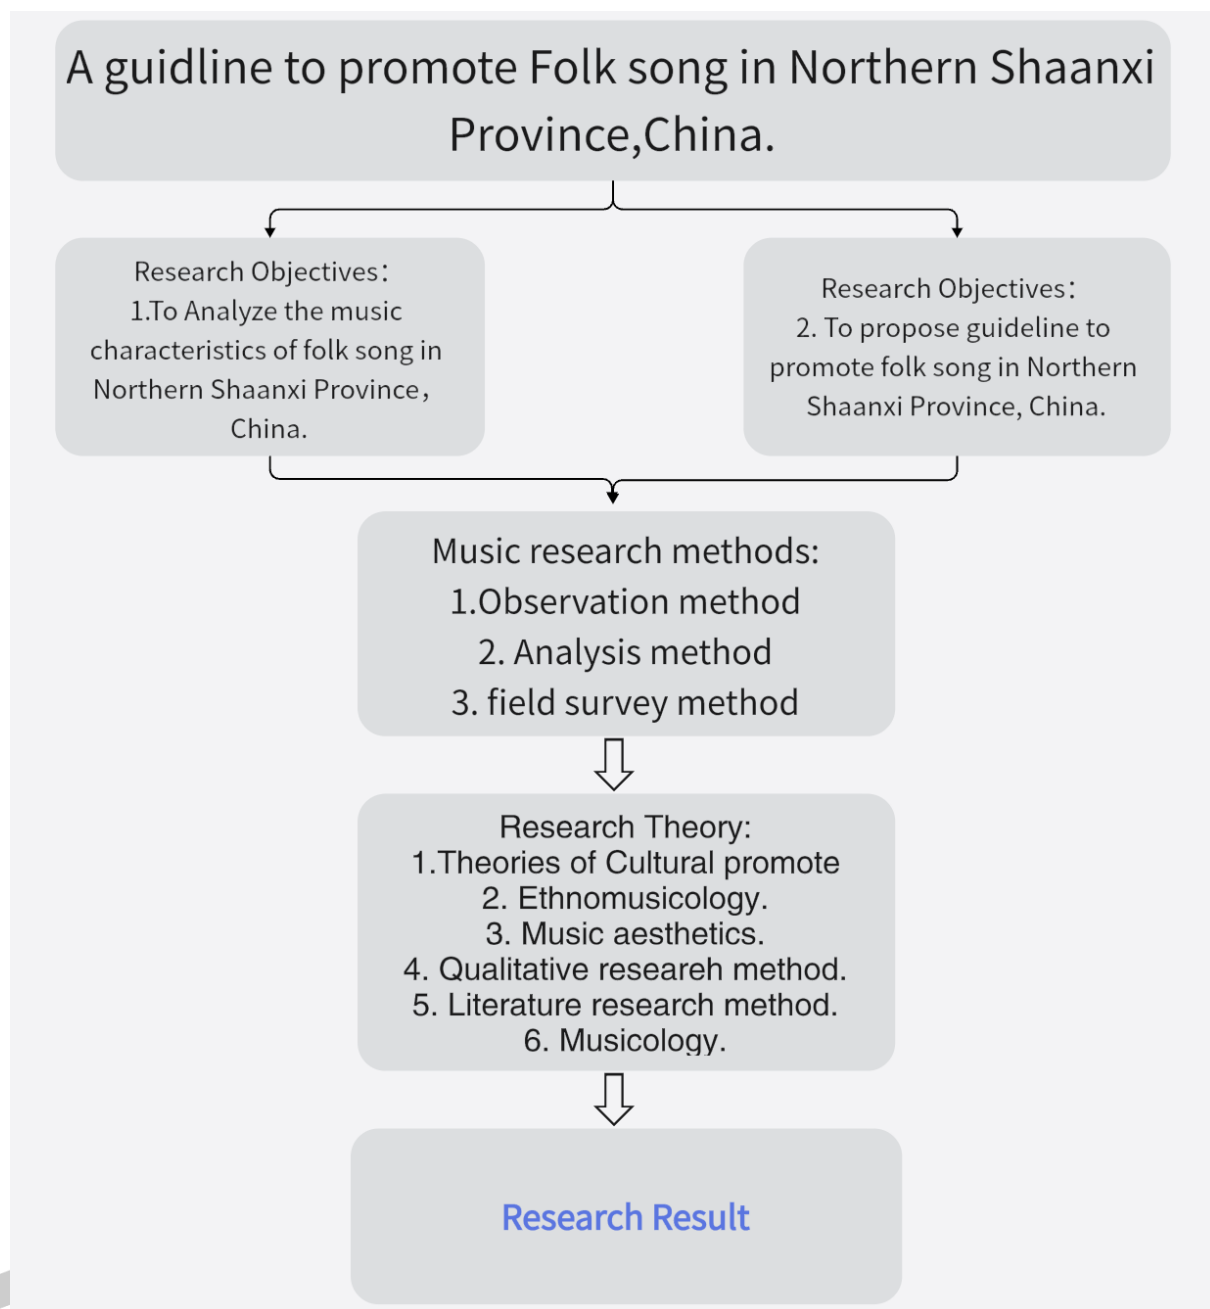 A guidline to promote Folk song in Northern Shaanxi
Province,China.
Research Objectives：
1.To Analyze the music
characteristics of folk song in
Northern Shaanxi Province，
China.
Research Objectives：
2. To propose guideline to
promote folk song in Northern
Shaanxi Province, China.
Music research methods:
1.Observation method
2. Analysis method
3. field survey method
Research Theory:
1.Theories of Cultural promote
2. Ethnomusicology.
3. Music aesthetics.
4. Qualitative researeh method.
5. Literature research method.
6. Musicology.
Research Result